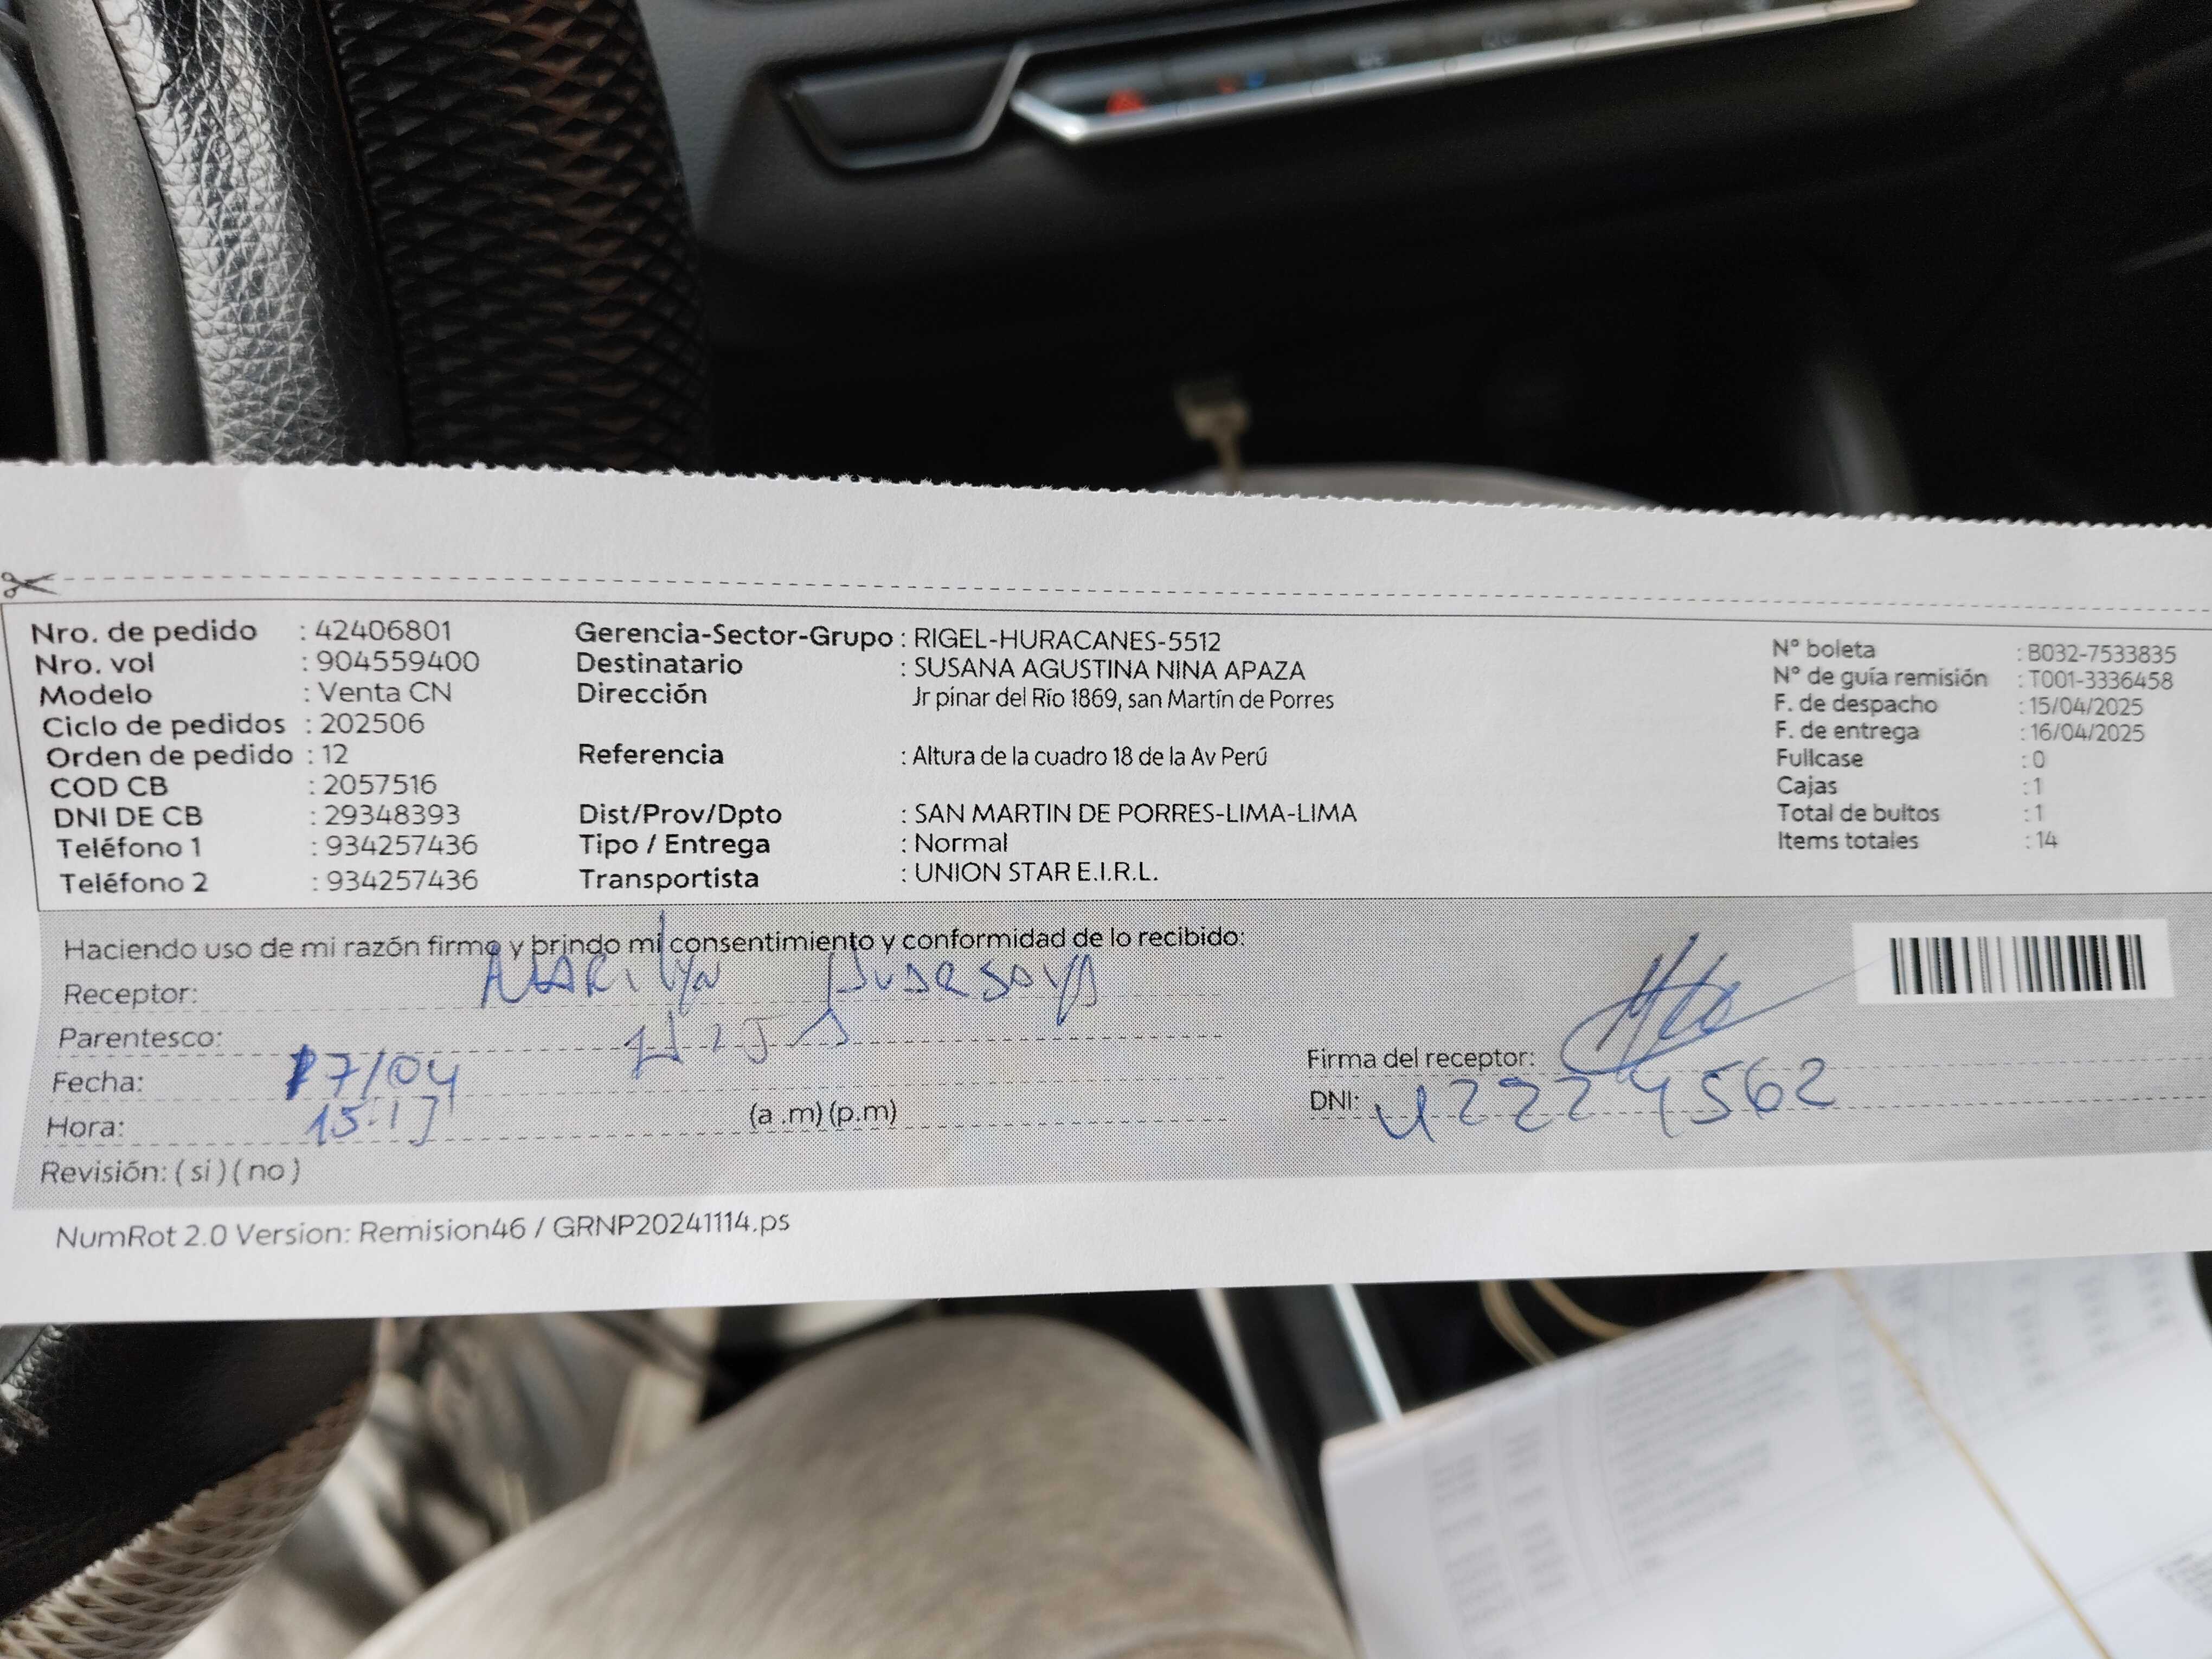 Nro. de pedido : 42406801
Nro. vol : 904559400
Modelo : Venta CN
Ciclo de pedidos : 202506
Orden de pedido : 12
COD CB : 2057516
DNI DE CB : 29348393
Teléfono 1 : 934257436
Teléfono 2 : 934257436
Gerencia-Sector-Grupo : RIGEL-HURACANES-5512
Destinatario : SUSANA AGUSTINA NINA APAZA
Dirección Jr pinar del Río 1869, san Martín de Porres
Referencia : Altura de la cuadro 18 de la Av Perú
Dist/Prov/Dpto : SAN MARTIN DE PORRES-LIMA-LIMA
Tipo / Entrega : Normal
Transportista : UNION STAR E.I.R.L.
N° boleta : B032-7533835
N° de guía remisión : T001-3336458
F. de despacho : 15/04/2025
F. de entrega : 16/04/2025
Fullcase : 0
Cajas : 1
Total de bultos : 1
Items totales : 14
Haciendo uso de mi razón firmo y brindo mi consentimiento y conformidad de lo recibido:
Receptor: MARilyn
Parentesco: HIJA
Fecha: 17/04
Hora: (a .m) (p.m)
Revisión: ( si ) ( no )
Firma del receptor:
DNI: 42224562
NumRot 2.0 Version: Remision46 / GRNP20241114.ps